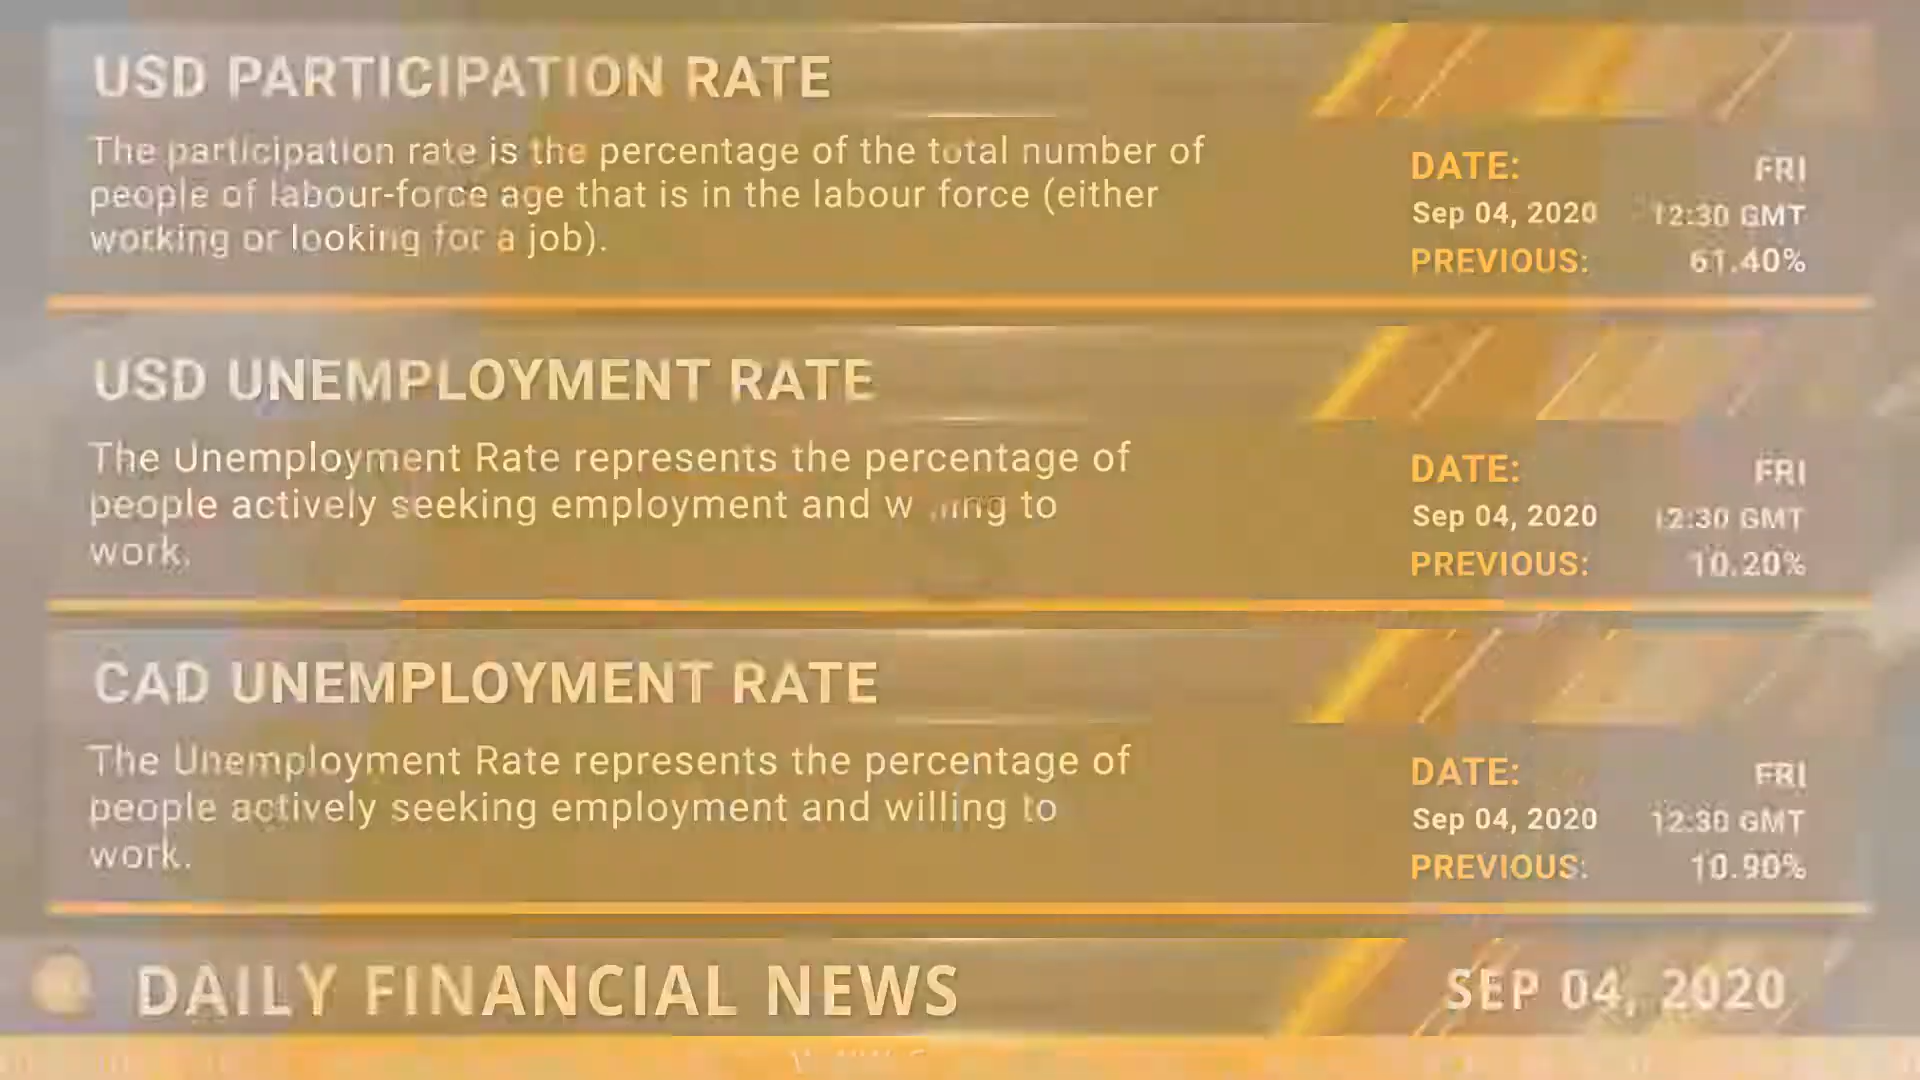 USD PARTICIPATION RATE
The participation rate is the percentage of the total number of
people of labour-force age that is in the labour force (either
working or looking for a job).
DATE: FRI
Sep 04, 2020 12:30 GMT
PREVIOUS: 61.40%
USD UNEMPLOYMENT RATE
The Unemployment Rate represents the percentage of
people actively seeking employment and to
work.
DATE: FRI
Sep 04, 2020 12:30 GMT
PREVIOUS: 10.20%
CAD UNEMPLOYMENT RATE
The Unemployment Rate represents the percentage of
people actively seeking employment and willing to
work.
DATE: FRI
Sep 04, 2020 12:30 GMT
PREVIOUS: 10.90%
DAILY FINANCIAL NEWS
SEP 04, 2020